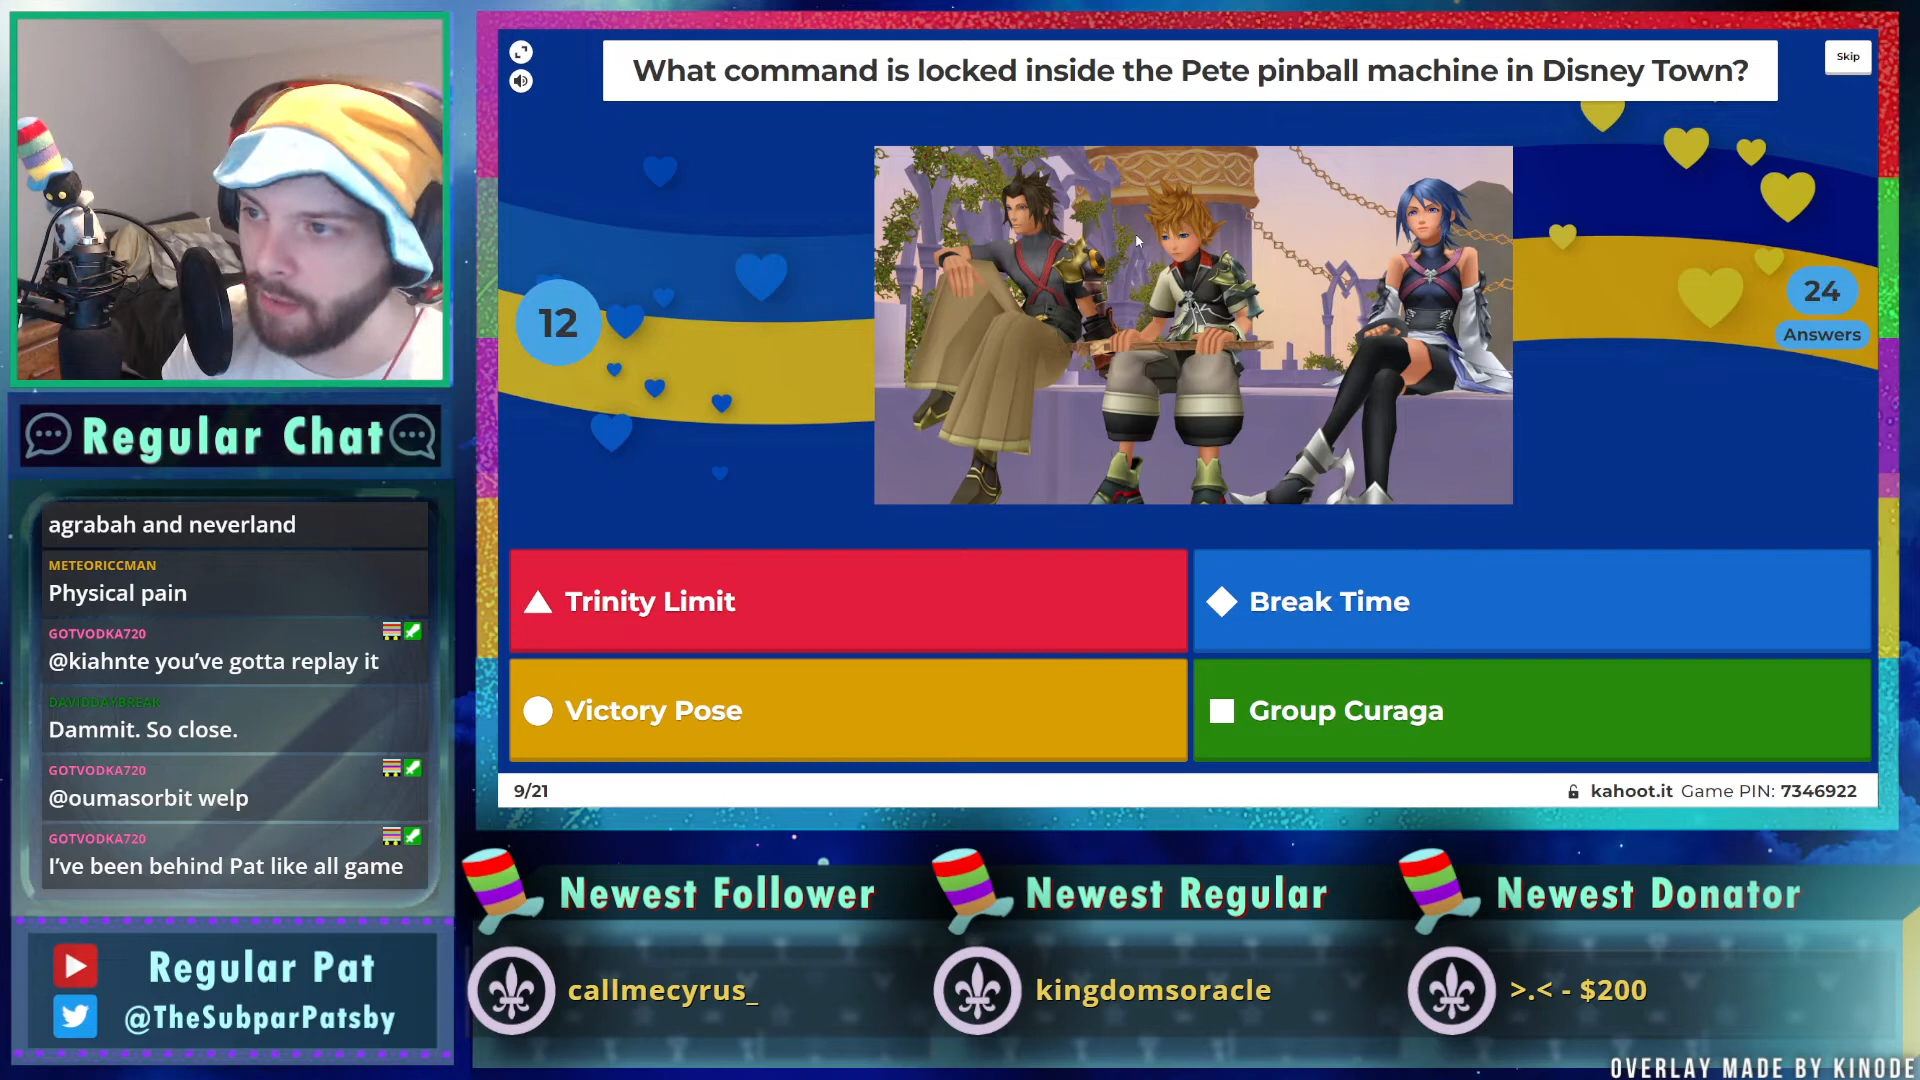 What command is locked inside the Pete pinball machine in Disney Town?
Skip
12
24
Answers
Trinity Limit
Break Time
Victory Pose
Group Curaga
9/21
kahoot.it Game PIN: 7346922
Regular Chat
agrabah and neverland
METEORICCMAN
Physical pain
GOTVODKA720
@kiahnte you've gotta replay it
DAVIDDAYBREAK
Dammit. So close.
GOTVODKA720
@oumasorbit welp
GOTVODKA720
I've been behind Pat like all game
Regular Pat
@TheSubparPatsby
Newest Follower
callmecyrus_
Newest Regular
kingdomsoracle
Newest Donator
>.< - $200
OVERLAY MADE BY KINODE